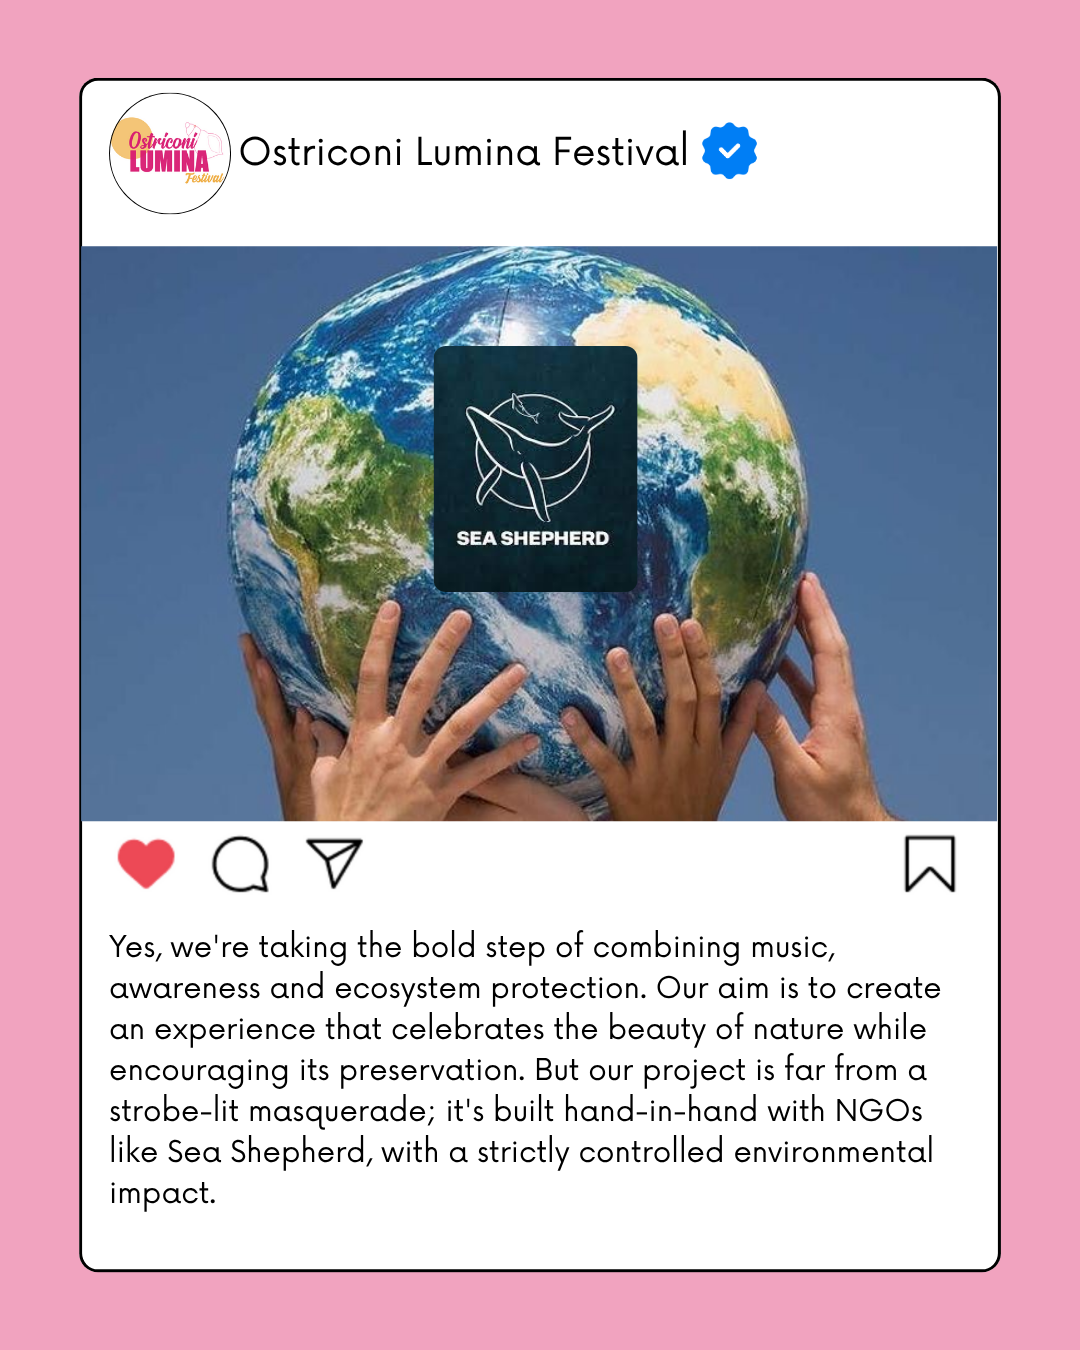 Ostriconi
LUMINA
Festival
Ostriconi Lumina Festival
SEA SHEPHERD
Yes, we're taking the bold step of combining music,
awareness and ecosystem protection. Our aim is to create
an experience that celebrates the beauty of nature while
encouraging its preservation. But our project is far from a
strobe-lit masquerade; it's built hand-in-hand with NGOs
like Sea Shepherd, with a strictly controlled environmental
impact.